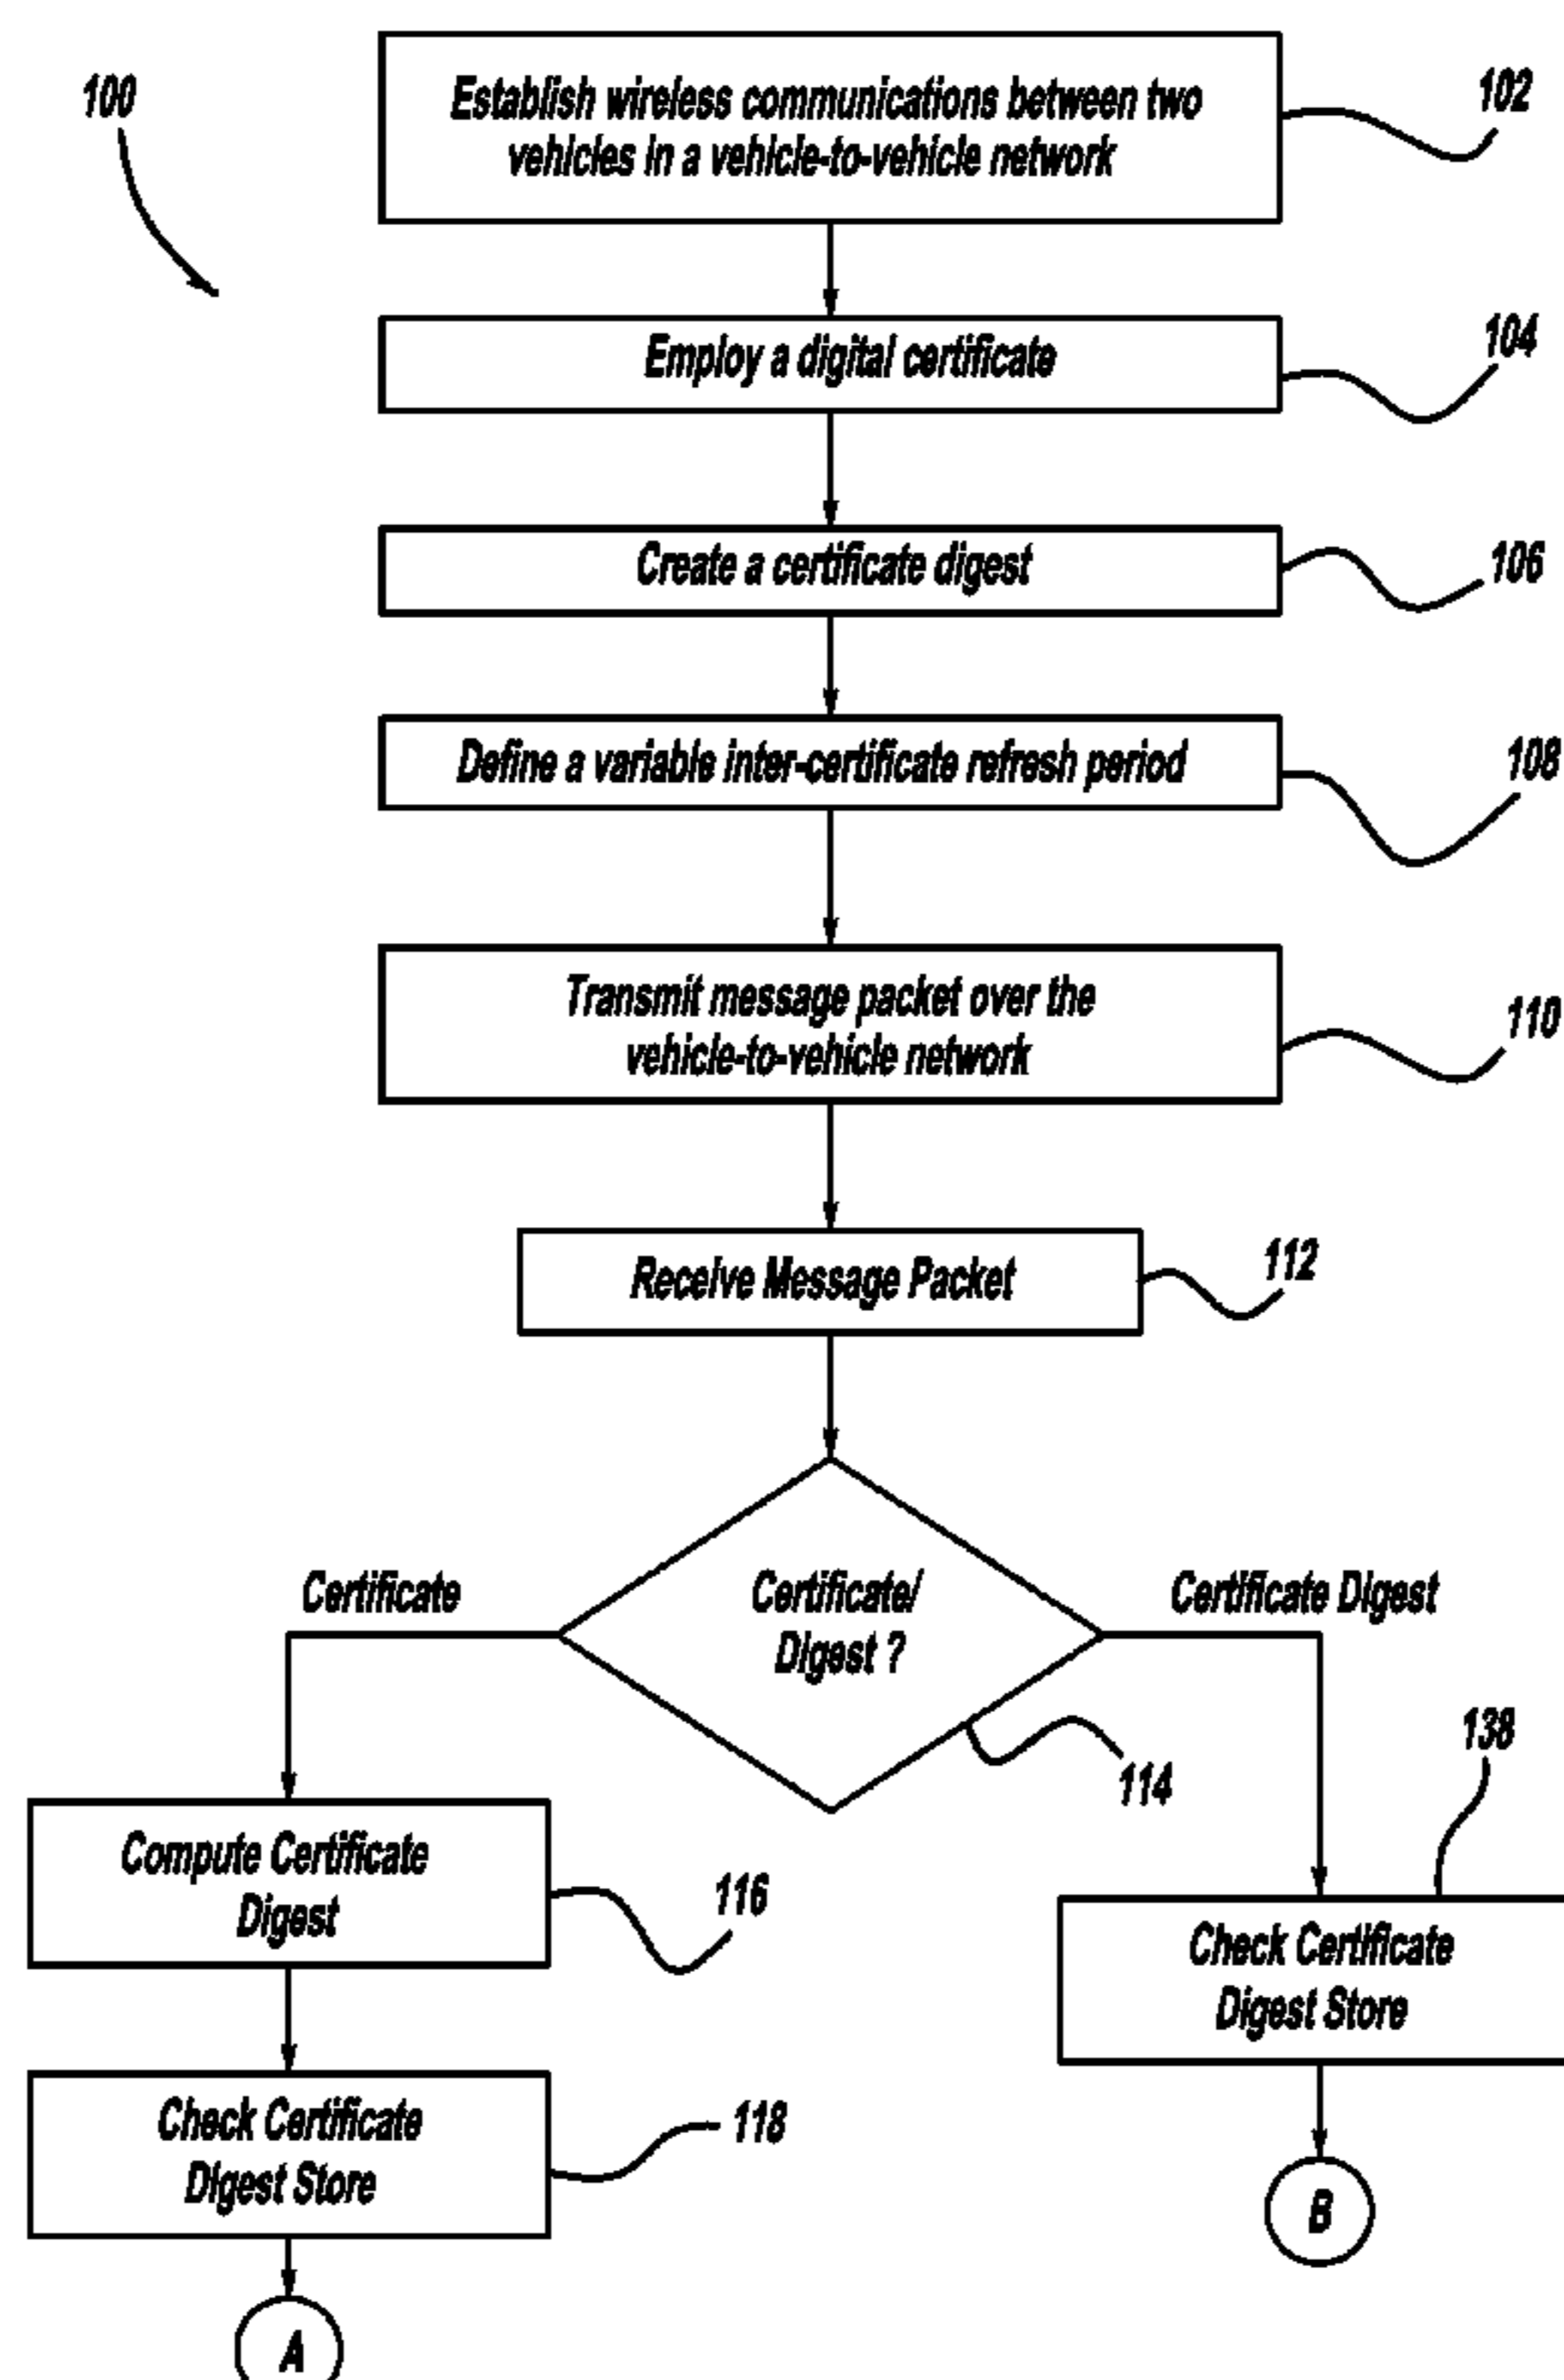 100
Establish wireless communications between two
vehicles in a vehicle-to-vehicle network
102
Employ a digital certificate
104
Create a certificate digest
106
Define a variable inter-certificate refresh period
108
Transmit message packet over the
vehicle-to-vehicle network
110
Receive Message Packet
112
Certificate
Certificate/
Digest ?
Certificate Digest
114
138
Compute Certificate
Digest
116
Check Certificate
Digest Store
Check Certificate
Digest Store
118
B
A